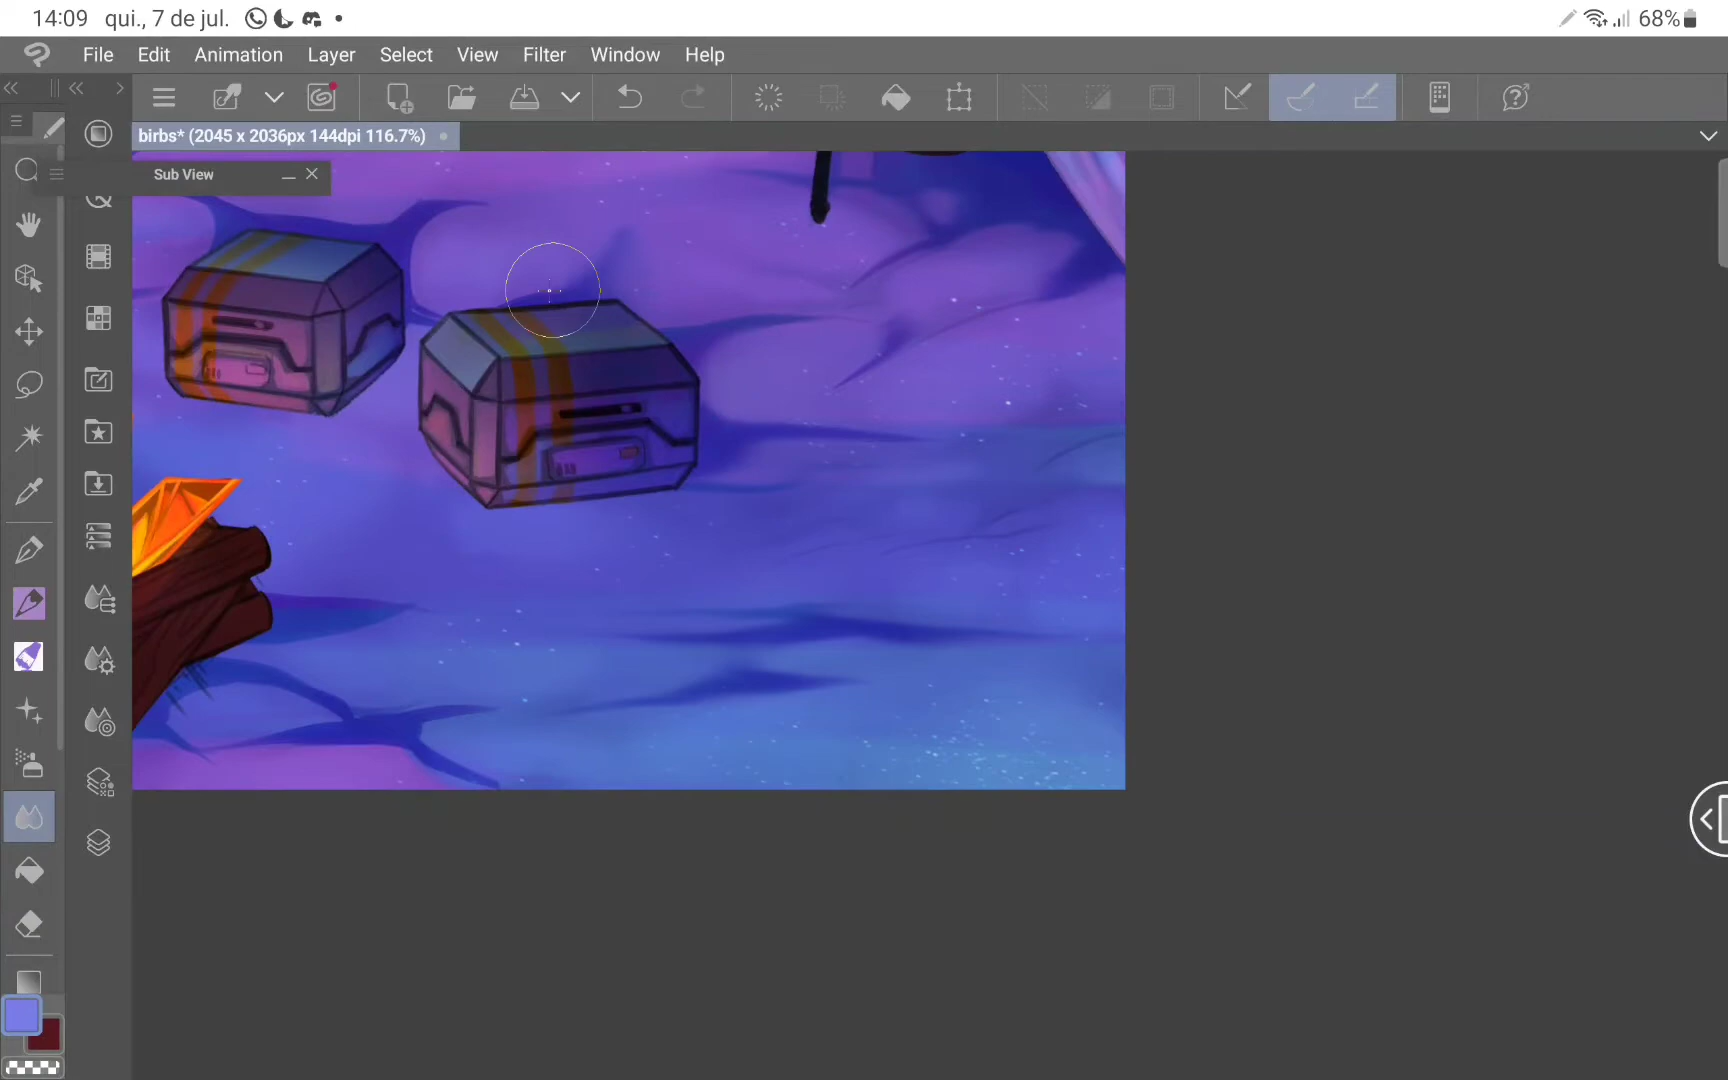 14:09 qui., 7 de jul. 68%
File Edit Animation Layer Select View Filter Window Help
birbs* (2045 x 2036px 144dpi 116.7%)
Sub View